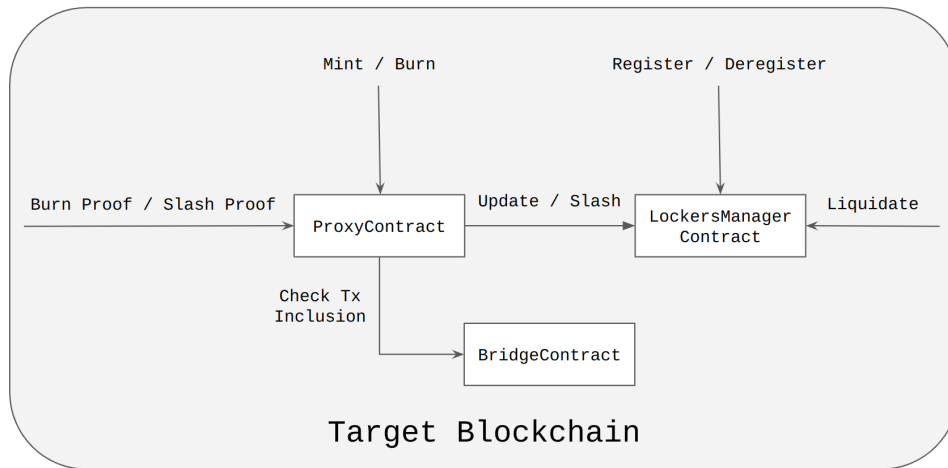 Mint / Burn
Register / Deregister
Burn Proof / Slash Proof
ProxyContract
Update / Slash
LockersManager
Contract
Liquidate
Check Tx
Inclusion
BridgeContract
Target Blockchain